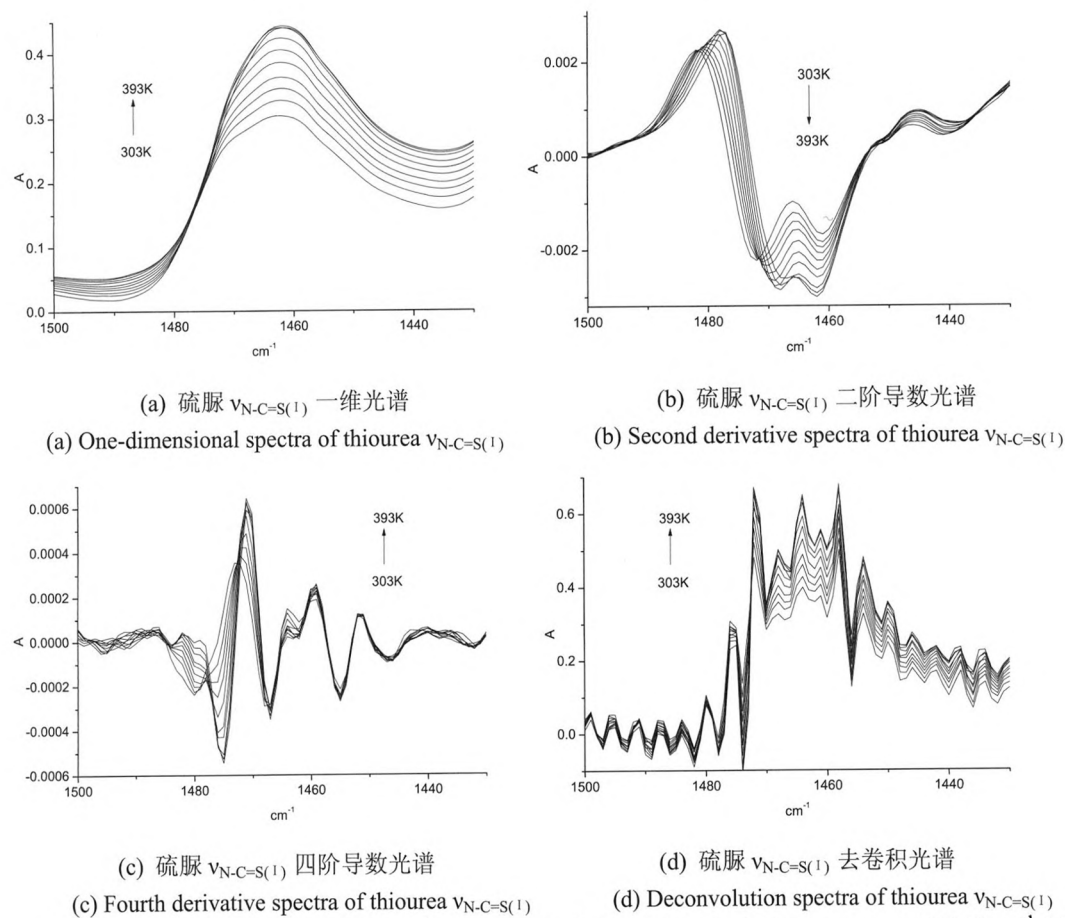 0.4
0.3
0.2
0.1
0.0
A
393K
303K
1500 1480 1460 1440
cm⁻¹
(a) 硫脲 νN-C=S(Ⅰ) 一维光谱
(a) One-dimensional spectra of thiourea νN-C=S(Ⅰ)
0.002
0.000
-0.002
A
303K
393K
1500 1480 1460 1440
cm⁻¹
(b) 硫脲 νN-C=S(Ⅰ) 二阶导数光谱
(b) Second derivative spectra of thiourea νN-C=S(Ⅰ)
0.0006
0.0004
0.0002
0.0000
-0.0002
-0.0004
-0.0006
A
393K
303K
1500 1480 1460 1440
cm⁻¹
(c) 硫脲 νN-C=S(Ⅰ) 四阶导数光谱
(c) Fourth derivative spectra of thiourea νN-C=S(Ⅰ)
0.6
0.4
0.2
0.0
A
393K
303K
1500 1480 1460 1440
cm⁻¹
(d) 硫脲 νN-C=S(Ⅰ) 去卷积光谱
(d) Deconvolution spectra of thiourea νN-C=S(Ⅰ)